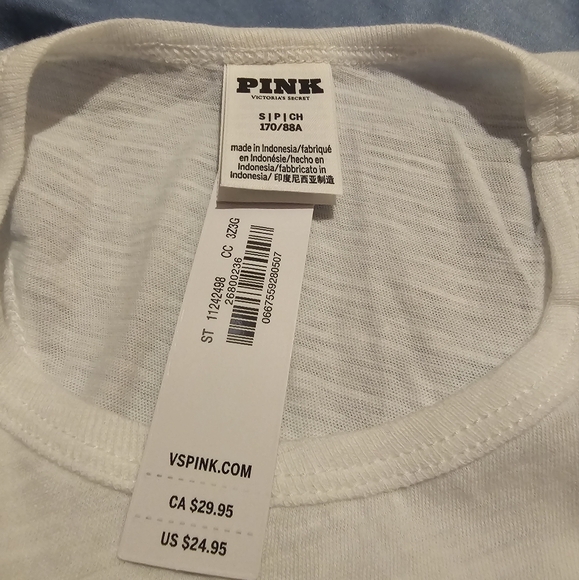 PINK
VICTORIA'S SECRET
S|P|CH
170/88A
made in Indonesia/fabriqué
en Indonésie/hecho en
Indonesia/fabbricato in
Indonesia/ 印度尼西亚制造
ST 11242498 CC 3Z3G
26800236
0667559280507
VSPINK.COM
CA $29.95
US $24.95